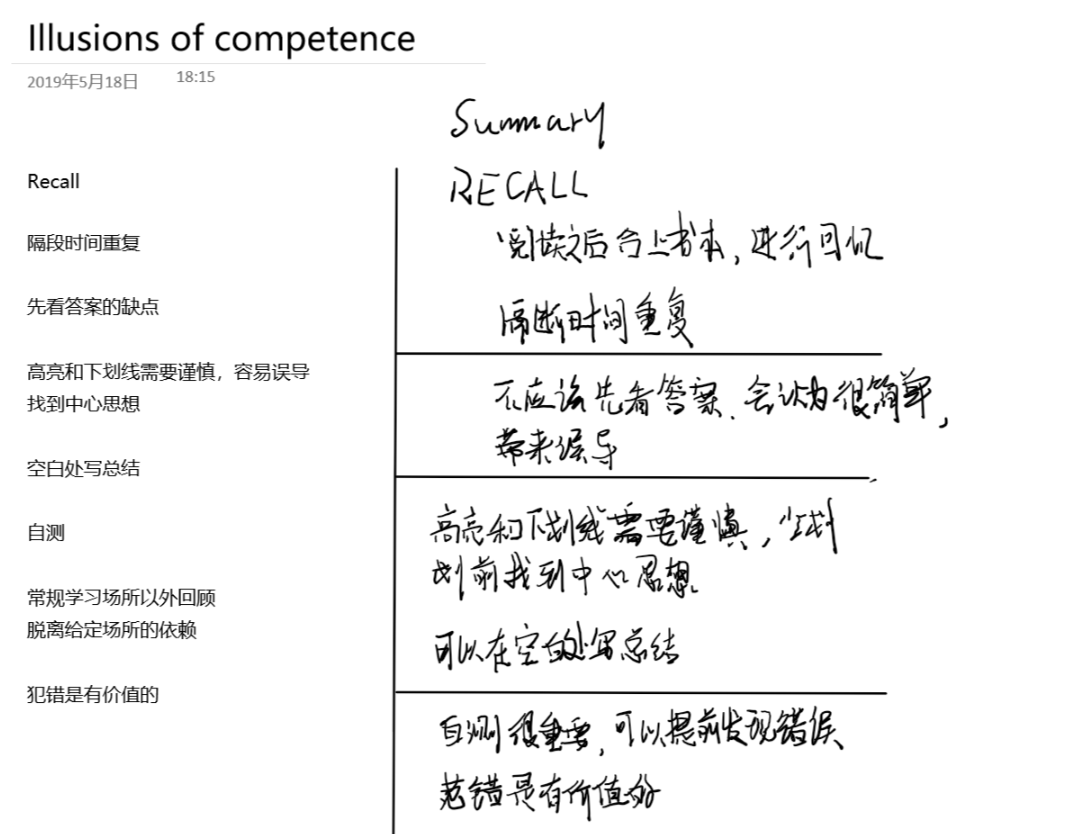 Illusions of competence
2019年5月18日 18:15
Recall
隔段时间重复
先看答案的缺点
高亮和下划线需要谨慎，容易误导
找到中心思想
空白处写总结
自测
常规学习场所以外回顾
脱离给定场所的依赖
犯错是有价值的
Summary
RECALL
阅读之后合上书本，进行回忆
隔断时间重复
不应该先看答案、会认为很简单，
带来误导
高亮和下划线需要谨慎，少划
划前找到中心思想
可以在空白处写总结
自测很重要，可以提前发现错误
范错是有价值的